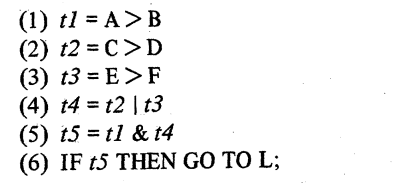 (1) t1 = A > B
(2) t2 = C > D
(3) t3 = E > F
(4) t4 = t2 | t3
(5) t5 = t1 & t4
(6) IF t5 THEN GO TO L;